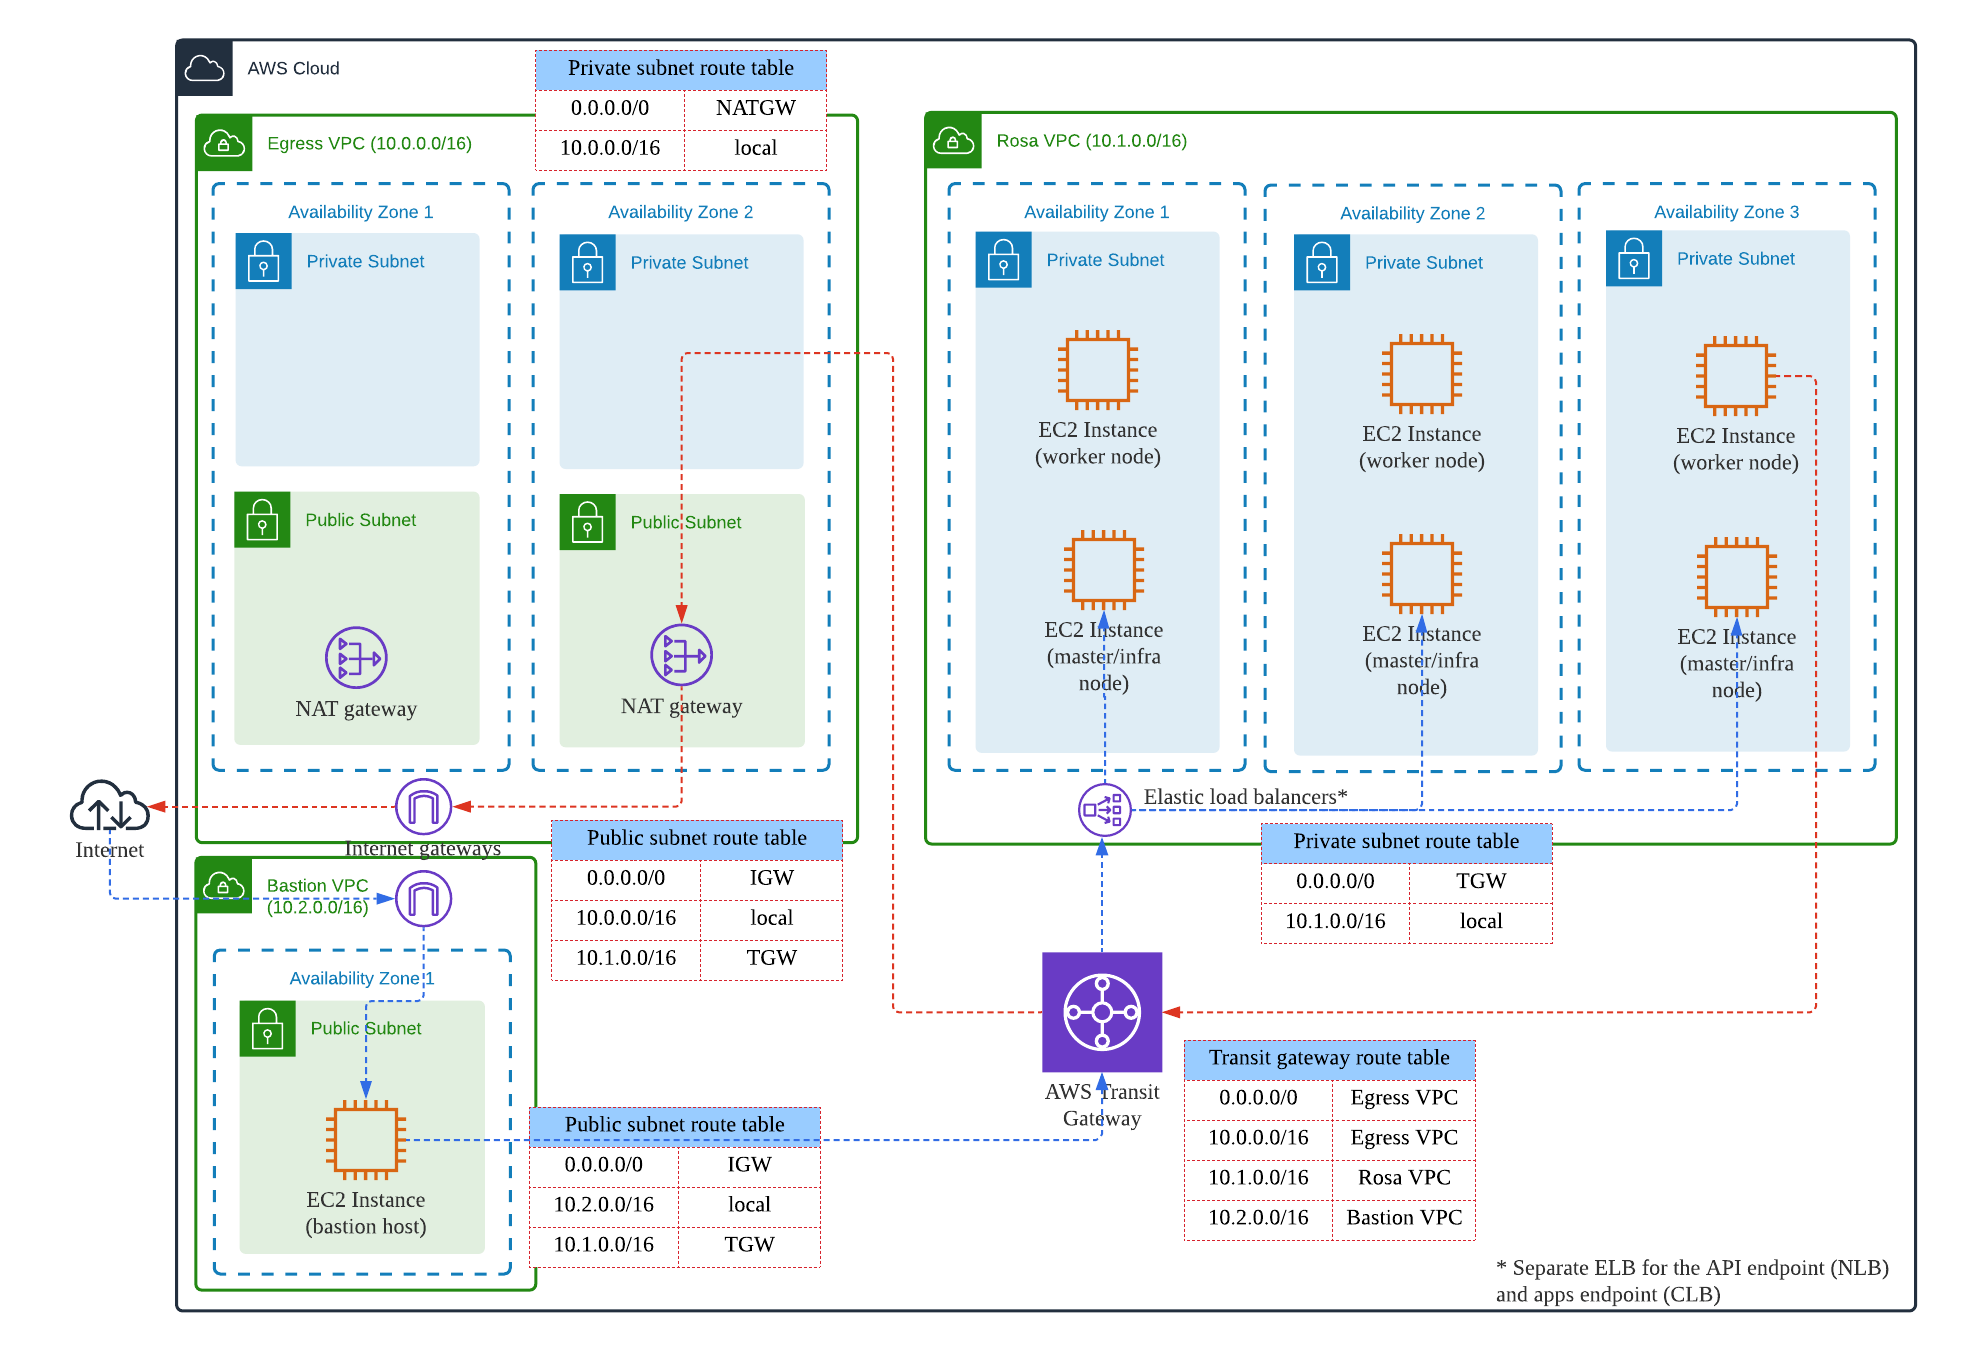 AWS Cloud
Private subnet route table
0.0.0.0/0 NATGW
10.0.0.0/16 local
Egress VPC (10.0.0.0/16)
Availability Zone 1
Private Subnet
Public Subnet
NAT gateway
Availability Zone 2
Private Subnet
Public Subnet
NAT gateway
Rosa VPC (10.1.0.0/16)
Availability Zone 1
Private Subnet
EC2 Instance
(worker node)
EC2 Instance
(master/infra
node)
Availability Zone 2
Private Subnet
EC2 Instance
(worker node)
EC2 Instance
(master/infra
node)
Availability Zone 3
Private Subnet
EC2 Instance
(worker node)
EC2 Instance
(master/infra
node)
Elastic load balancers*
Private subnet route table
0.0.0.0/0 TGW
10.1.0.0/16 local
Internet
Internet gateways
Public subnet route table
0.0.0.0/0 IGW
10.0.0.0/16 local
10.1.0.0/16 TGW
Bastion VPC
(10.2.0.0/16)
Availability Zone 1
Public Subnet
EC2 Instance
(bastion host)
Public subnet route table
0.0.0.0/0 IGW
10.2.0.0/16 local
10.1.0.0/16 TGW
AWS Transit
Gateway
Transit gateway route table
0.0.0.0/0 Egress VPC
10.0.0.0/16 Egress VPC
10.1.0.0/16 Rosa VPC
10.2.0.0/16 Bastion VPC
* Separate ELB for the API endpoint (NLB)
and apps endpoint (CLB)